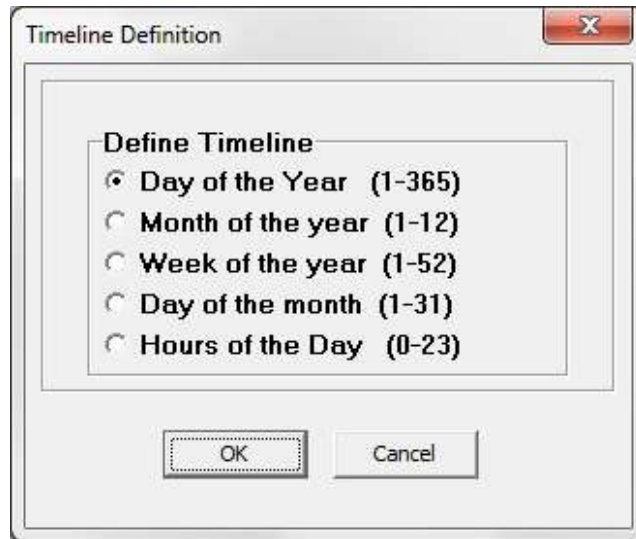 Timeline Definition
Define Timeline
Day of the Year (1-365)
Month of the year (1-12)
Week of the year (1-52)
Day of the month (1-31)
Hours of the Day (0-23)
OK
Cancel